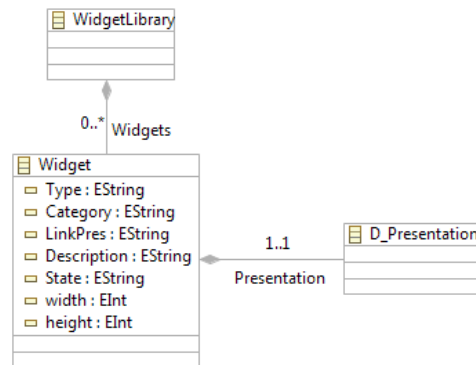 WidgetLibrary
0..* Widgets
Widget
Type : EString
Category : EString
LinkPres : EString
Description : EString
State : EString
width : EInt
height : EInt
1..1
Presentation
D_Presentation